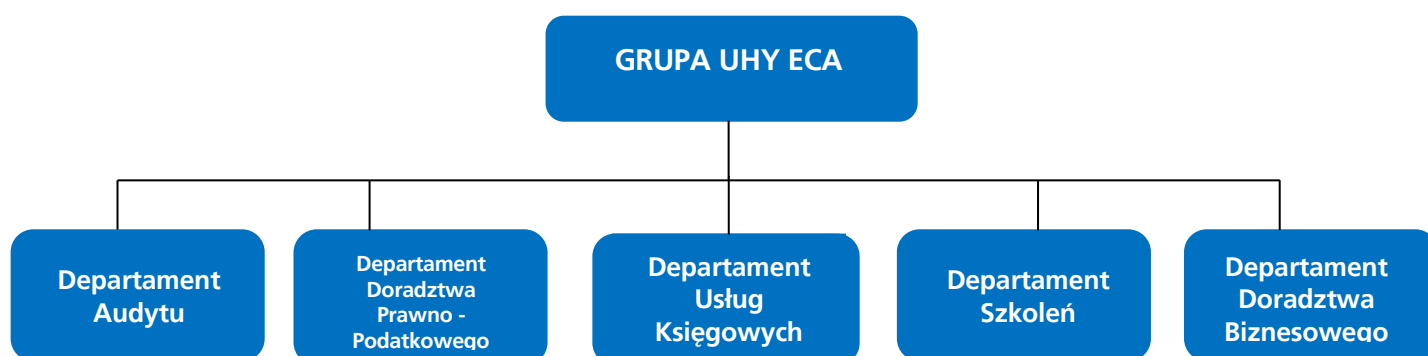 GRUPA UHY ECA
Departament
Audytu
Departament
Doradztwa
Prawno -
Podatkowego
Departament
Usług
Księgowych
Departament
Szkoleń
Departament
Doradztwa
Biznesowego